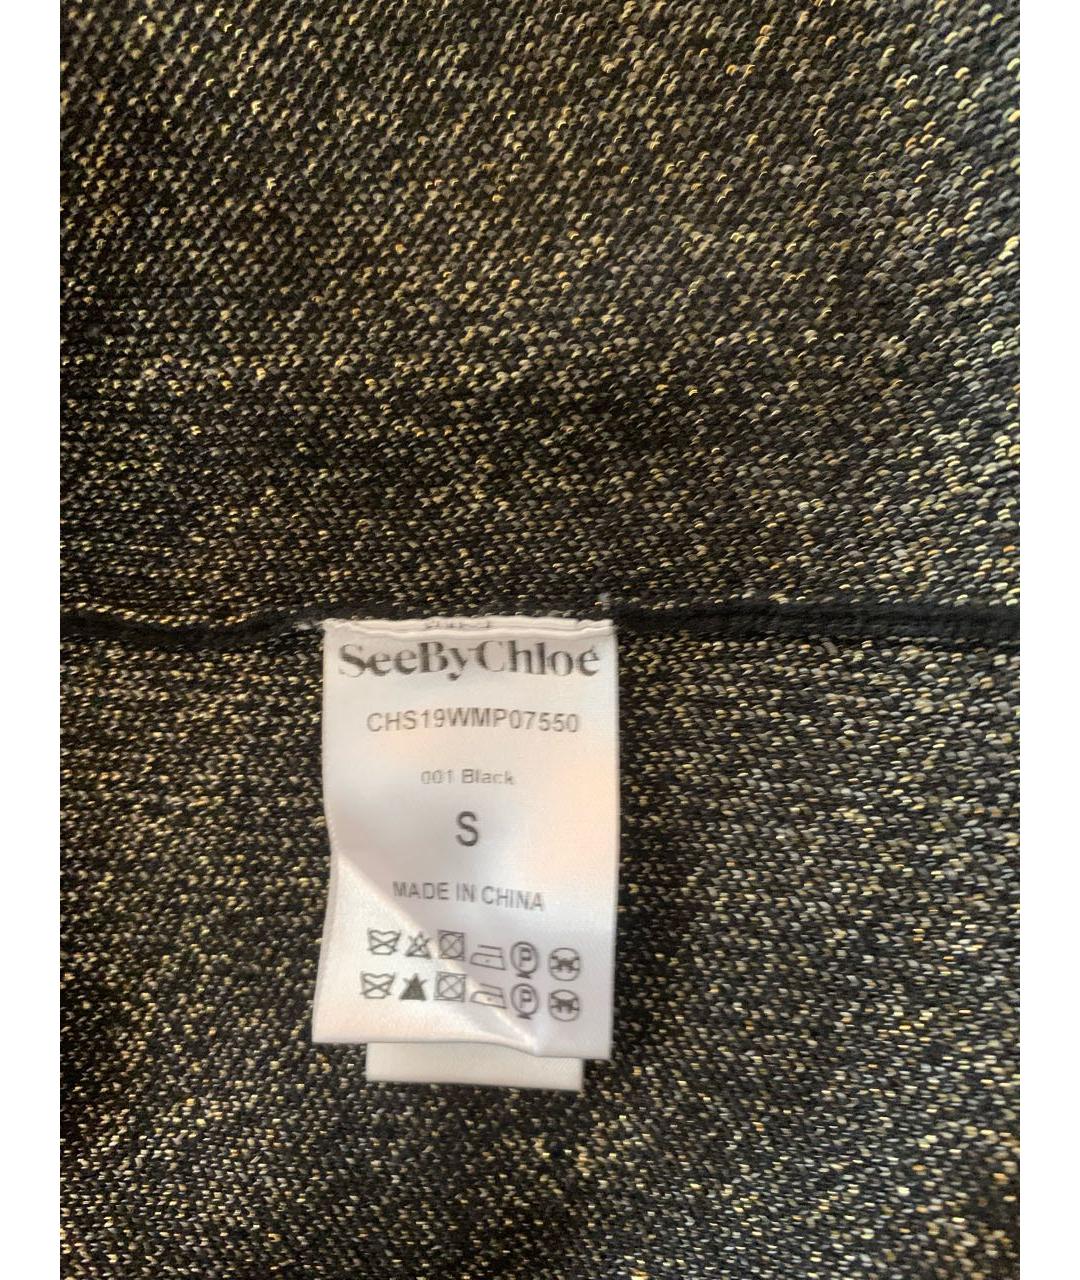 SeeByChloé
CHS19WMP07550
001 Black
S
MADE IN CHINA
P
P